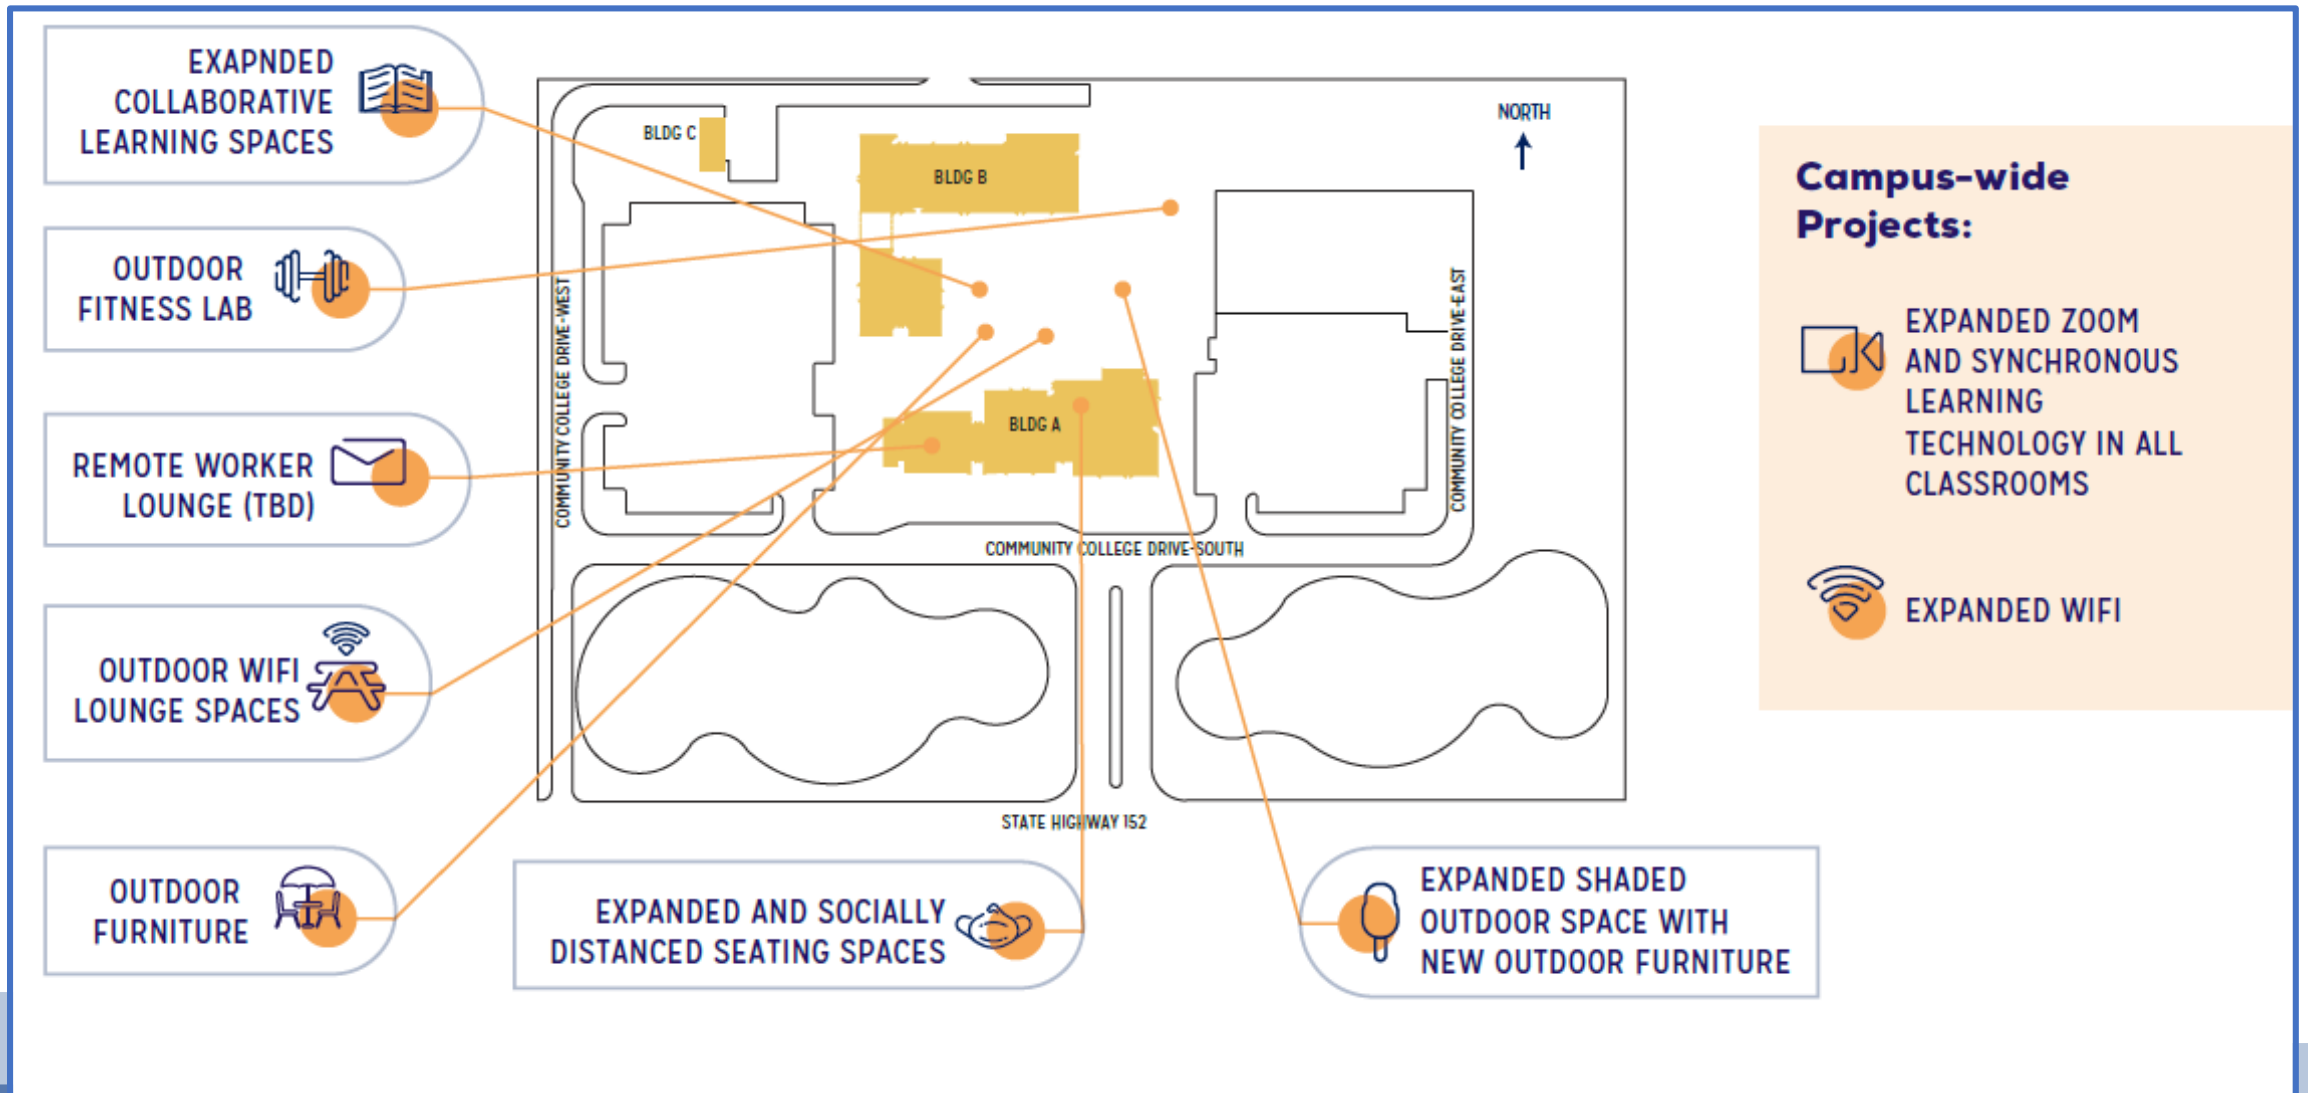 EXAPNDED
COLLABORATIVE
LEARNING SPACES
OUTDOOR
FITNESS LAB
REMOTE WORKER
LOUNGE (TBD)
OUTDOOR WIFI
LOUNGE SPACES
OUTDOOR
FURNITURE
BLDG C
BLDG B
NORTH
COMMUNITY COLLEGE DRIVE-WEST
COMMUNITY COLLEGE DRIVE-EAST
BLDG A
COMMUNITY COLLEGE DRIVE-SOUTH
STATE HIGHWAY 152
EXPANDED AND SOCIALLY
DISTANCED SEATING SPACES
EXPANDED SHADED
OUTDOOR SPACE WITH
NEW OUTDOOR FURNITURE
Campus-wide
Projects:
EXPANDED ZOOM
AND SYNCHRONOUS
LEARNING
TECHNOLOGY IN ALL
CLASSROOMS
EXPANDED WIFI